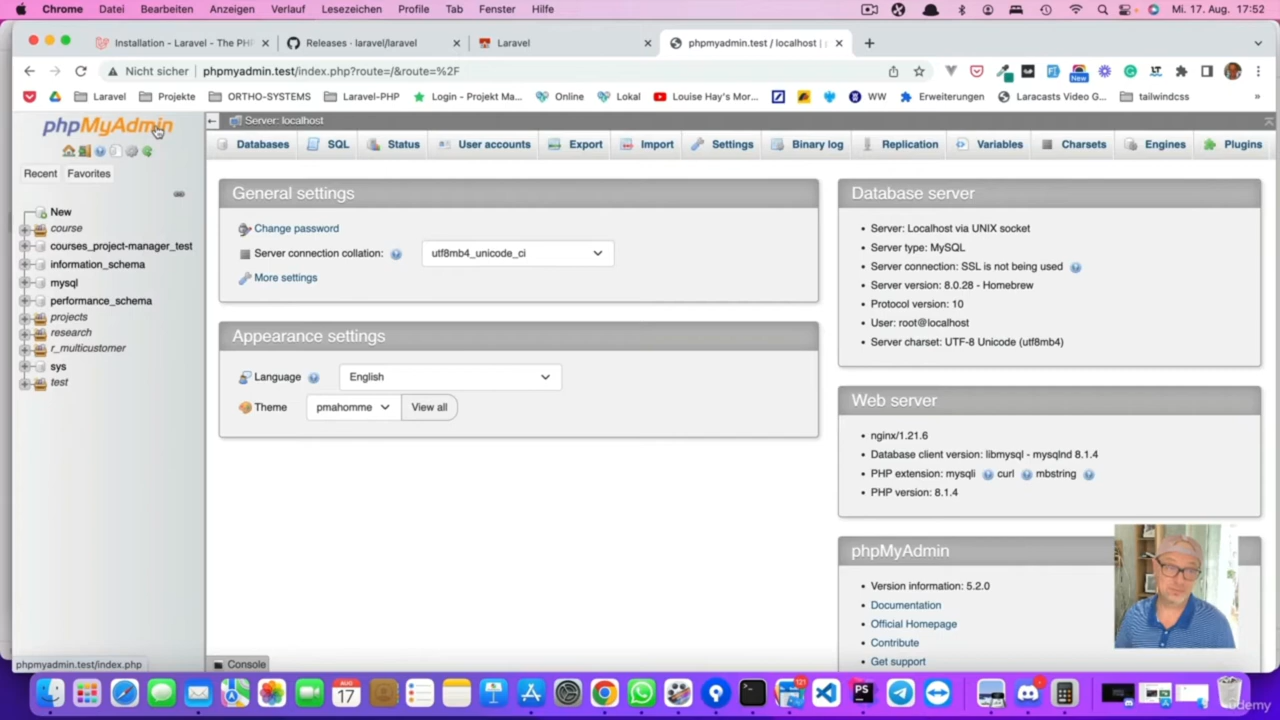 Chrome Datei Bearbeiten Anzeigen Verlauf Lesezeichen Profile Tab Fenster Hilfe Mi. 17. Aug. 17:52
Installation - Laravel - The PH Releases · laravel/laravel Laravel phpmyadmin.test / localhost |
Nicht sicher phpmyadmin.test/index.php?route=/&route=%2F New
Laravel Projekte ORTHO-SYSTEMS Laravel-PHP Login - Projekt Ma... Online Lokal Louise Hay's Mor... WW Erweiterungen Laracasts Video G... tailwindcss »
phpMyAdmin
Recent Favorites
New
course
courses_project-manager_test
information_schema
mysql
performance_schema
projects
research
r_multicustomer
sys
test
Server: localhost
Databases SQL Status User accounts Export Import Settings Binary log Replication Variables Charsets Engines Plugins
General settings
Change password
Server connection collation: utf8mb4_unicode_ci
More settings
Appearance settings
Language English
Theme pmahomme View all
Database server
Server: Localhost via UNIX socket
Server type: MySQL
Server connection: SSL is not being used
Server version: 8.0.28 - Homebrew
Protocol version: 10
User: root@localhost
Server charset: UTF-8 Unicode (utf8mb4)
Web server
nginx/1.21.6
Database client version: libmysql - mysqlnd 8.1.4
PHP extension: mysqli curl mbstring
PHP version: 8.1.4
phpMyAdmin
Version information: 5.2.0
Documentation
Official Homepage
Contribute
Get support
phpmyadmin.test/index.php
Console
AUG
17
PS
121